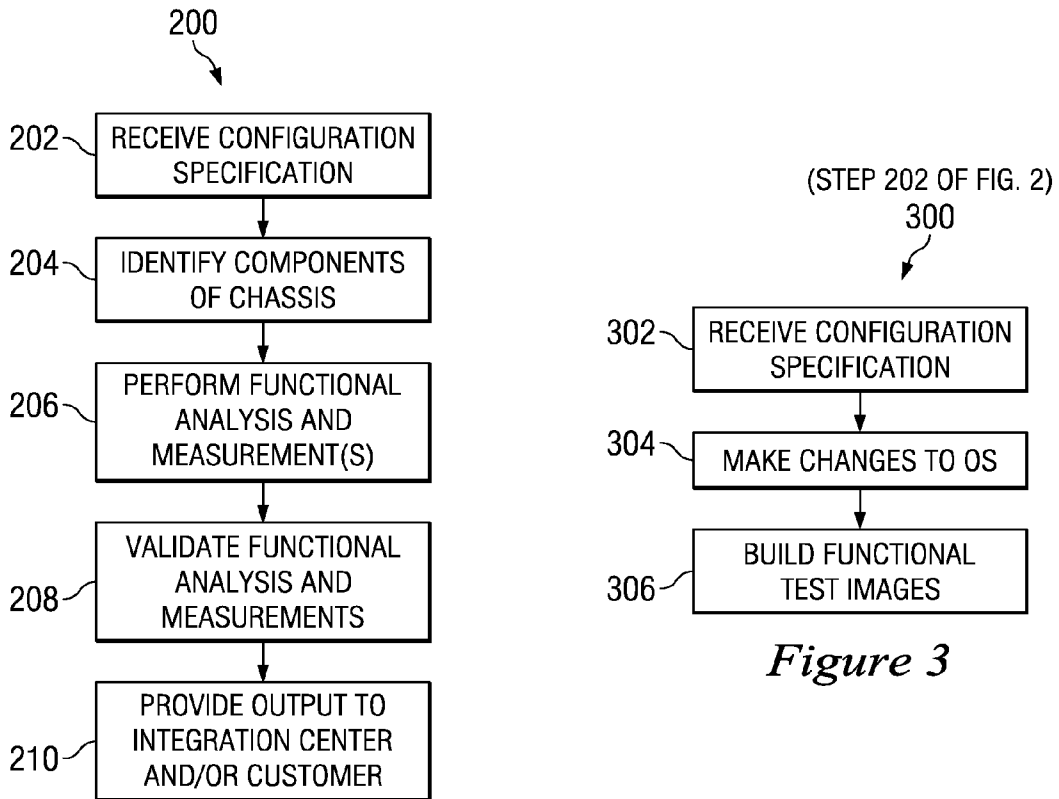 200
202
RECEIVE CONFIGURATION
SPECIFICATION
204
IDENTIFY COMPONENTS
OF CHASSIS
206
PERFORM FUNCTIONAL
ANALYSIS AND
MEASUREMENT(S)
208
VALIDATE FUNCTIONAL
ANALYSIS AND
MEASUREMENTS
210
PROVIDE OUTPUT TO
INTEGRATION CENTER
AND/OR CUSTOMER
(STEP 202 OF FIG. 2)
300
302
RECEIVE CONFIGURATION
SPECIFICATION
304
MAKE CHANGES TO OS
306
BUILD FUNCTIONAL
TEST IMAGES
Figure 3